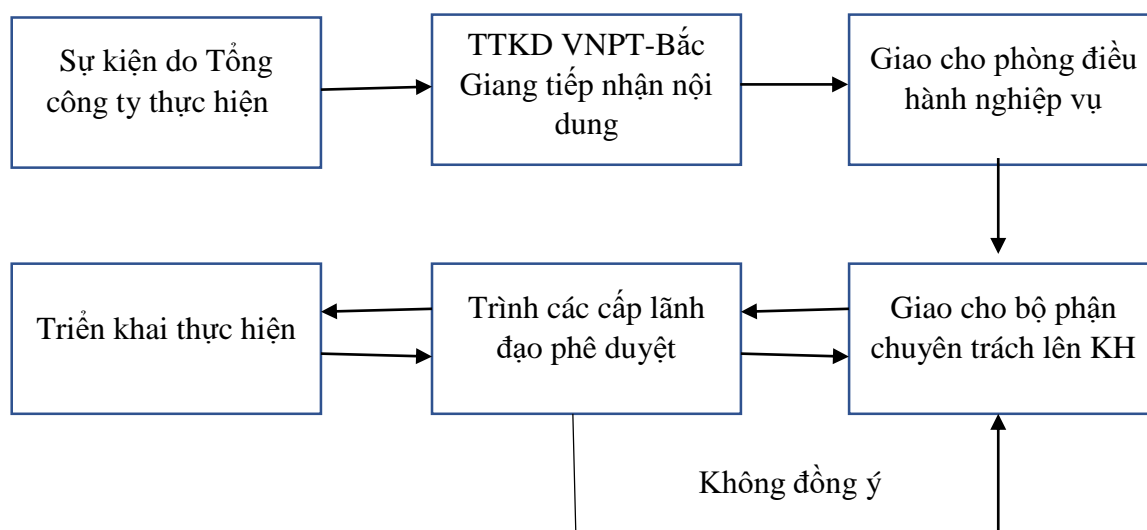 Sự kiện do Tổng
công ty thực hiện
TTKD VNPT-Bắc
Giang tiếp nhận nội
dung
Giao cho phòng điều
hành nghiệp vụ
Triển khai thực hiện
Trình các cấp lãnh
đạo phê duyệt
Giao cho bộ phận
chuyên trách lên KH
Không đồng ý